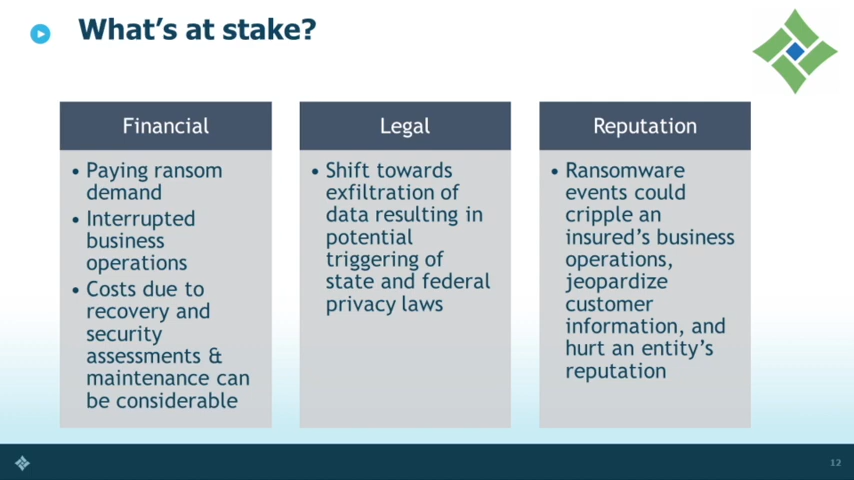 What's at stake?
Financial
• Paying ransom
demand
• Interrupted
business
operations
• Costs due to
recovery and
security
assessments &
maintenance can
be considerable
Legal
• Shift towards
exfiltration of
data resulting in
potential
triggering of
state and federal
privacy laws
Reputation
• Ransomware
events could
cripple an
insured's business
operations,
jeopardize
customer
information, and
hurt an entity's
reputation
12